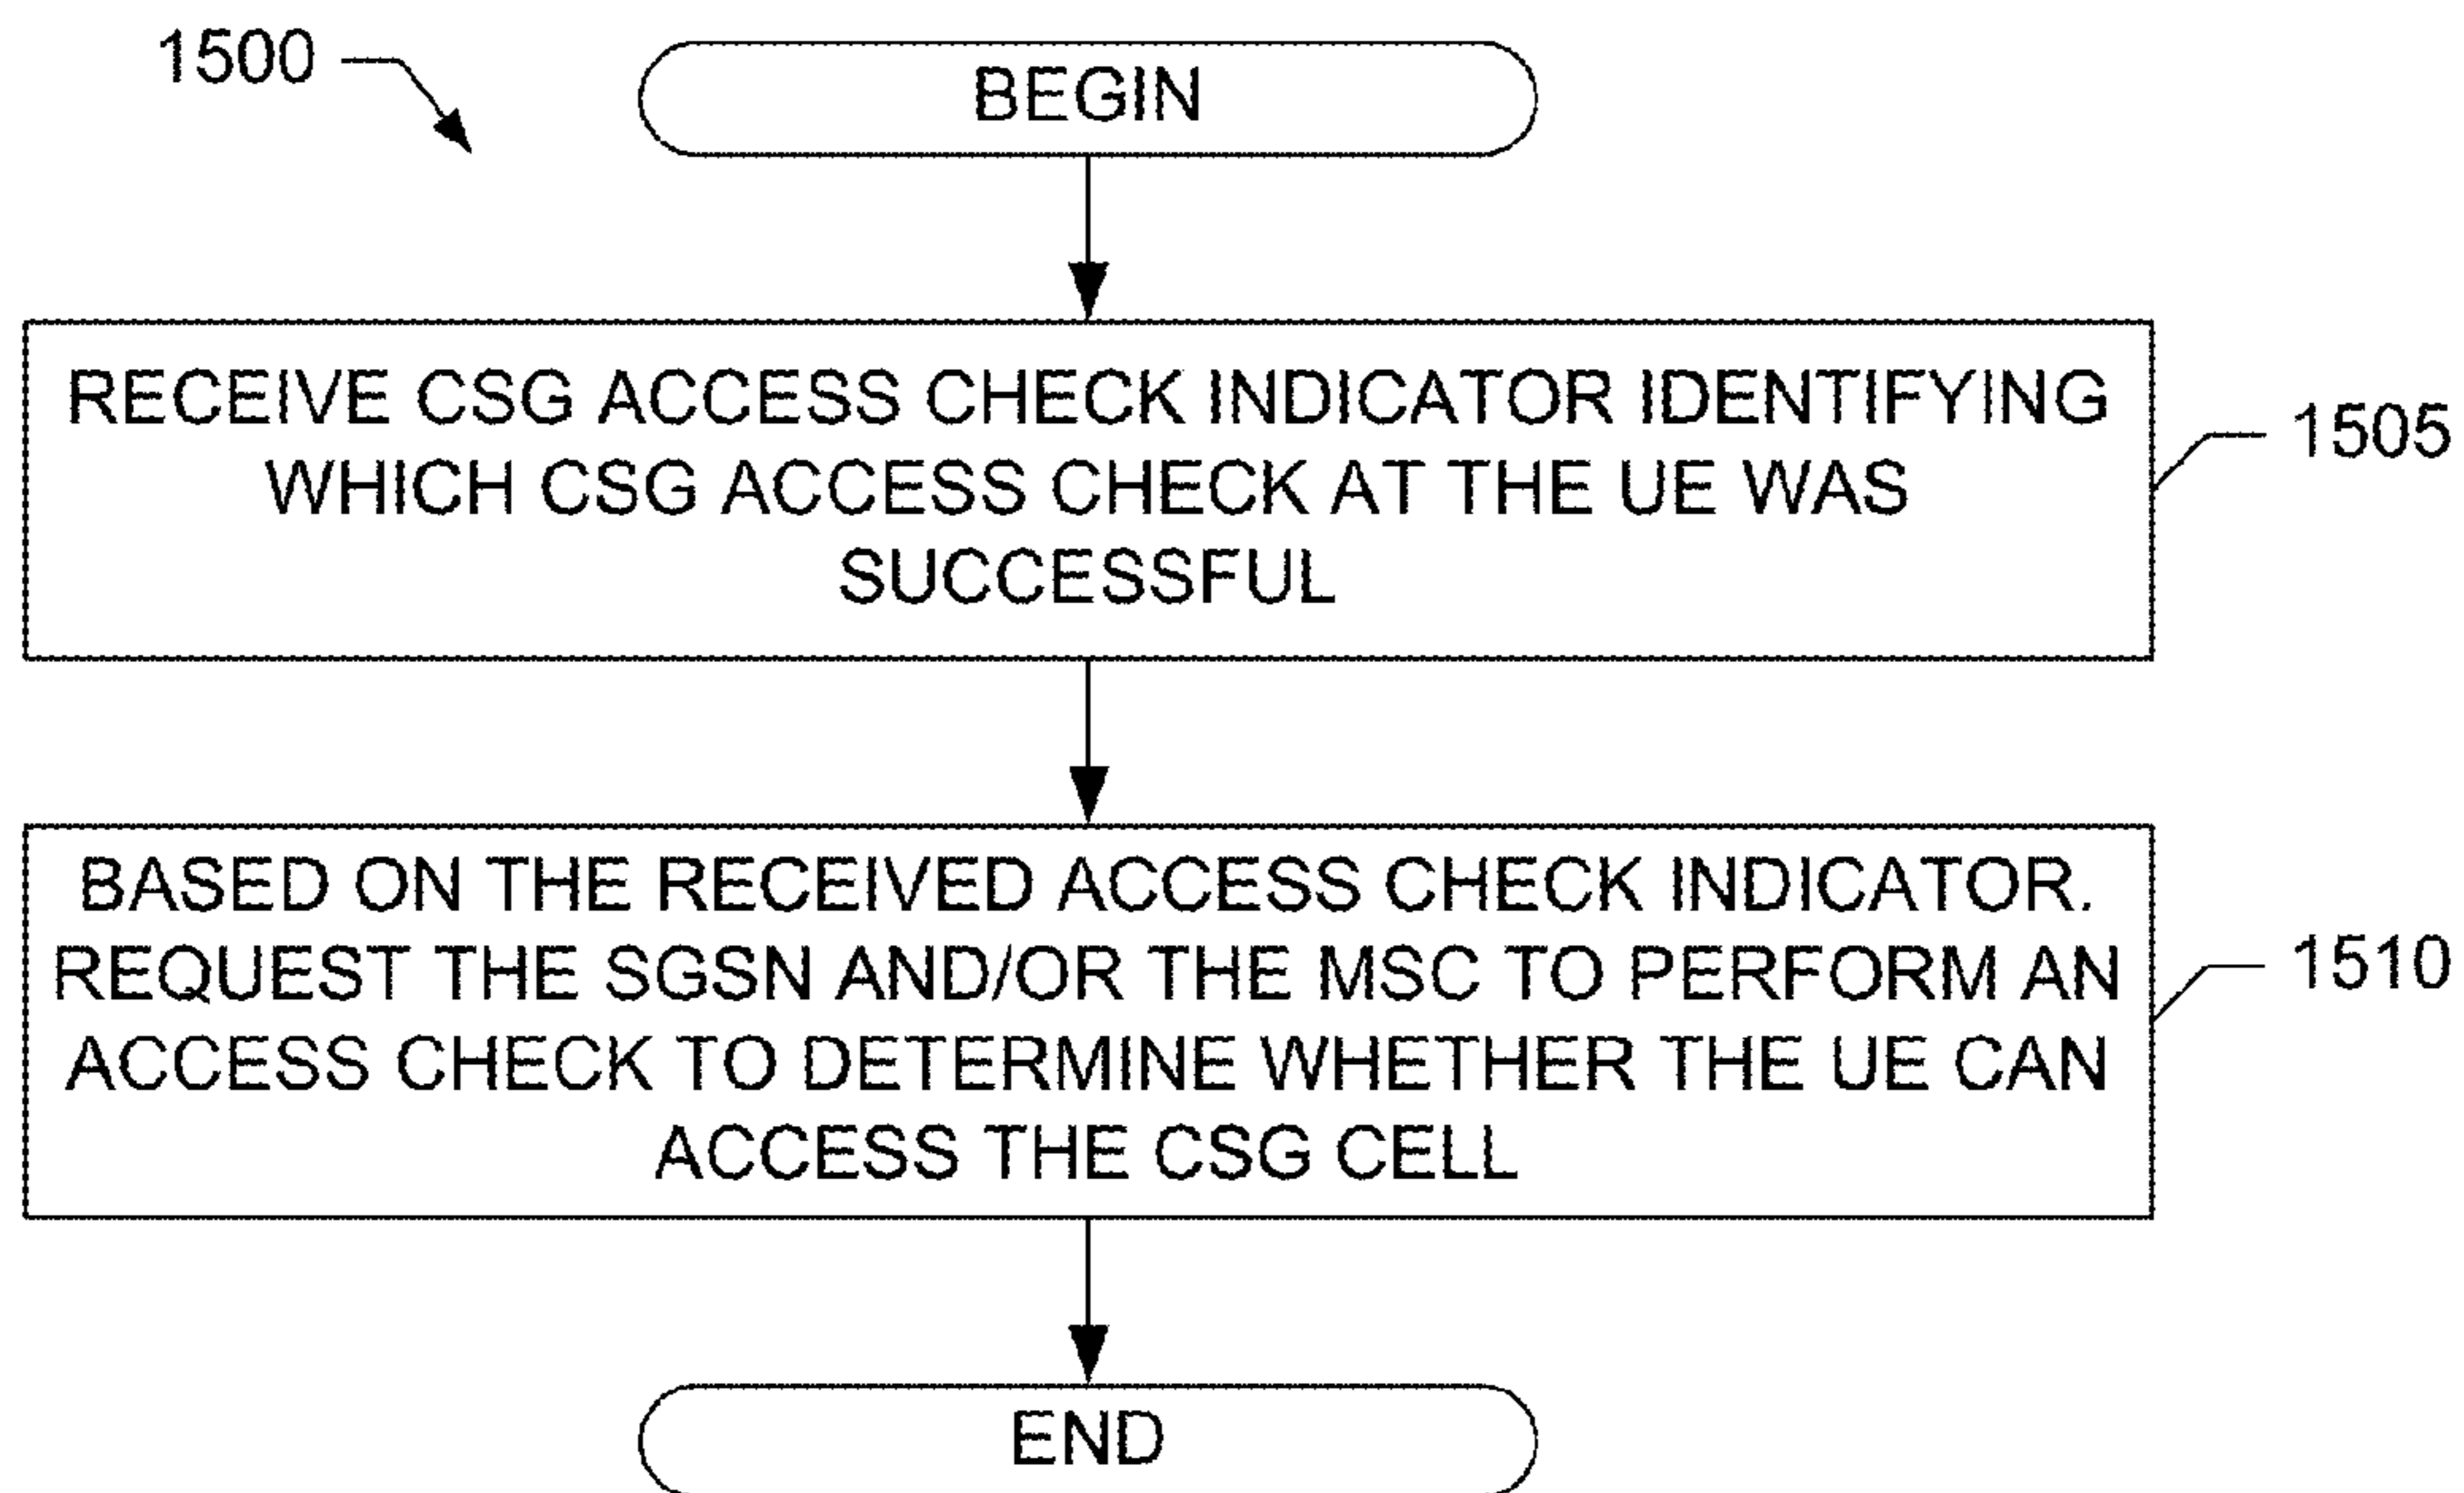 1500
BEGIN
RECEIVE CSG ACCESS CHECK INDICATOR IDENTIFYING
WHICH CSG ACCESS CHECK AT THE UE WAS
SUCCESSFUL
1505
BASED ON THE RECEIVED ACCESS CHECK INDICATOR.
REQUEST THE SGSN AND/OR THE MSC TO PERFORM AN
ACCESS CHECK TO DETERMINE WHETHER THE UE CAN
ACCESS THE CSG CELL
1510
END